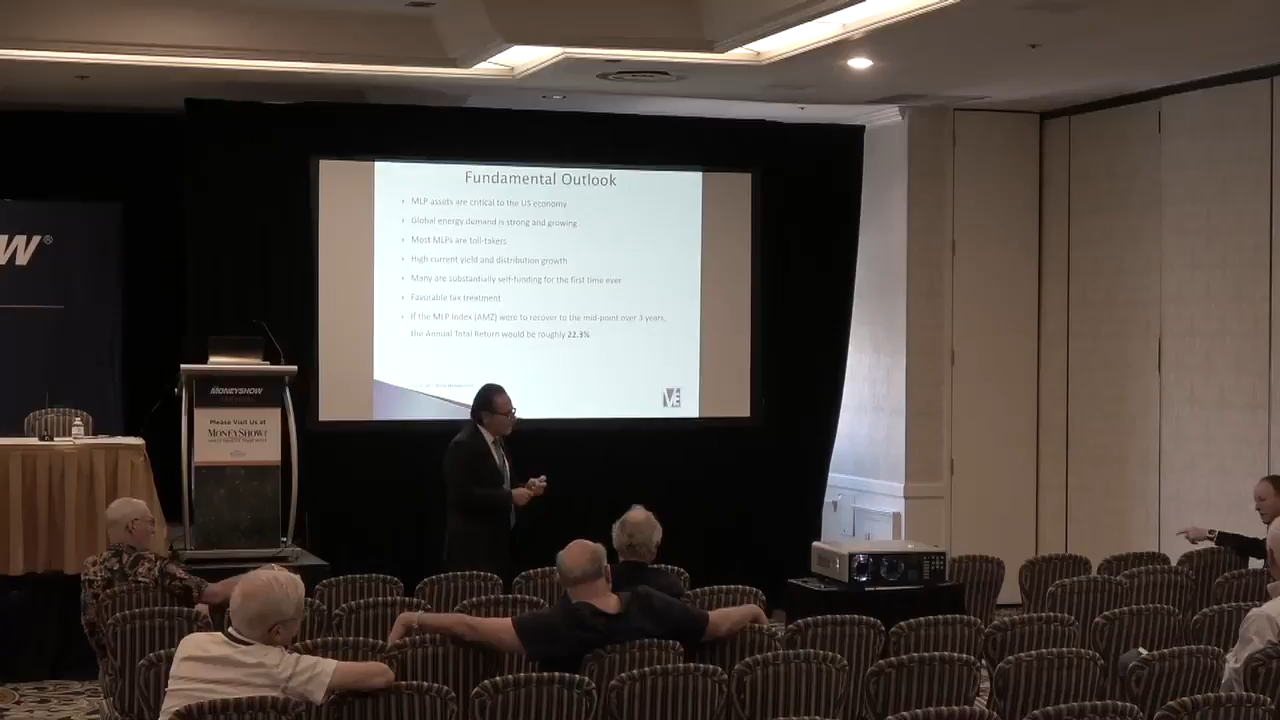 W®
Fundamental Outlook
MLP assets are critical to the US economy
Global energy demand is strong and growing
Most MLPs are toll-takers
High current yield and distribution growth
Many are substantially self-funding for the first time ever
Favorable tax treatment
If the MLP Index (AMZ) were to recover to the mid-point over 3 years,
the Annual Total Return would be roughly 22.3%
VE
MONEYSHOW
Please Visit Us at
MONEYSHOW